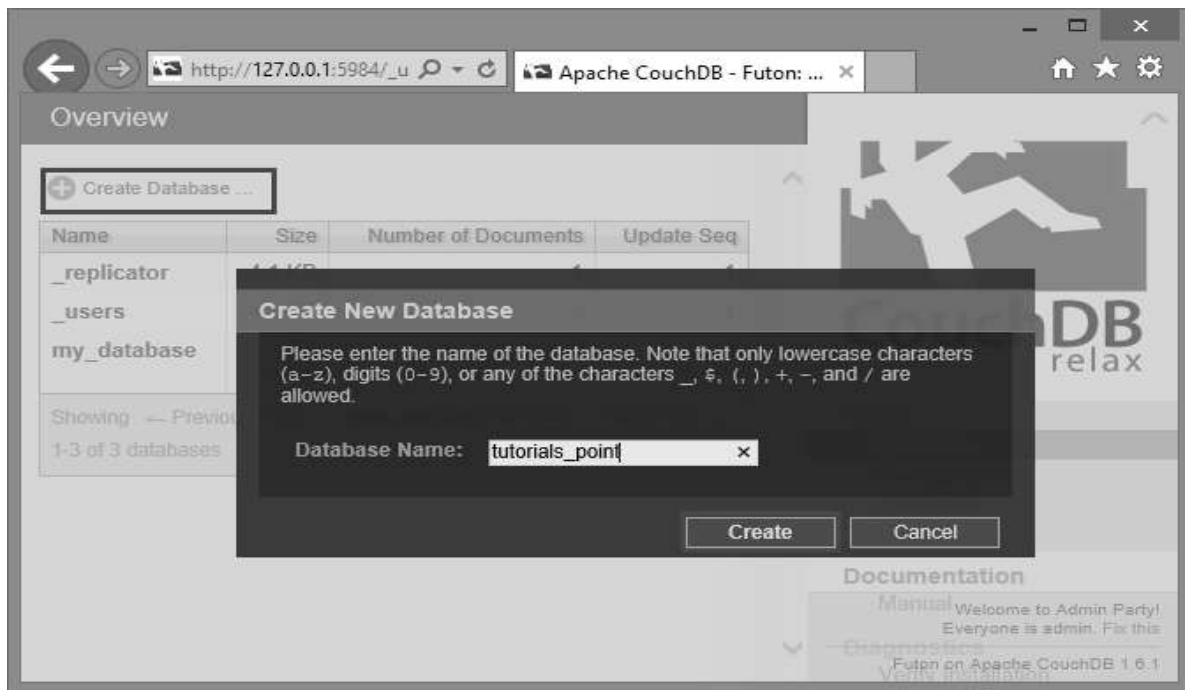 http://127.0.0.1:5984/_u
Apache CouchDB - Futon: ...
Overview
Create Database ...
Name Size Number of Documents Update Seq
_replicator
_users
my_database
Showing ← Previou
1-3 of 3 databases
Create New Database
Please enter the name of the database. Note that only lowercase characters
(a-z), digits (0-9), or any of the characters _, $, (, ), +, -, and / are
allowed.
Database Name: tutorials_point
Create Cancel
CouchDB
relax
Documentation
Manual
Welcome to Admin Party!
Everyone is admin. Fix this
Diagnostics
Futon on Apache CouchDB 1.6.1
Verify Installation